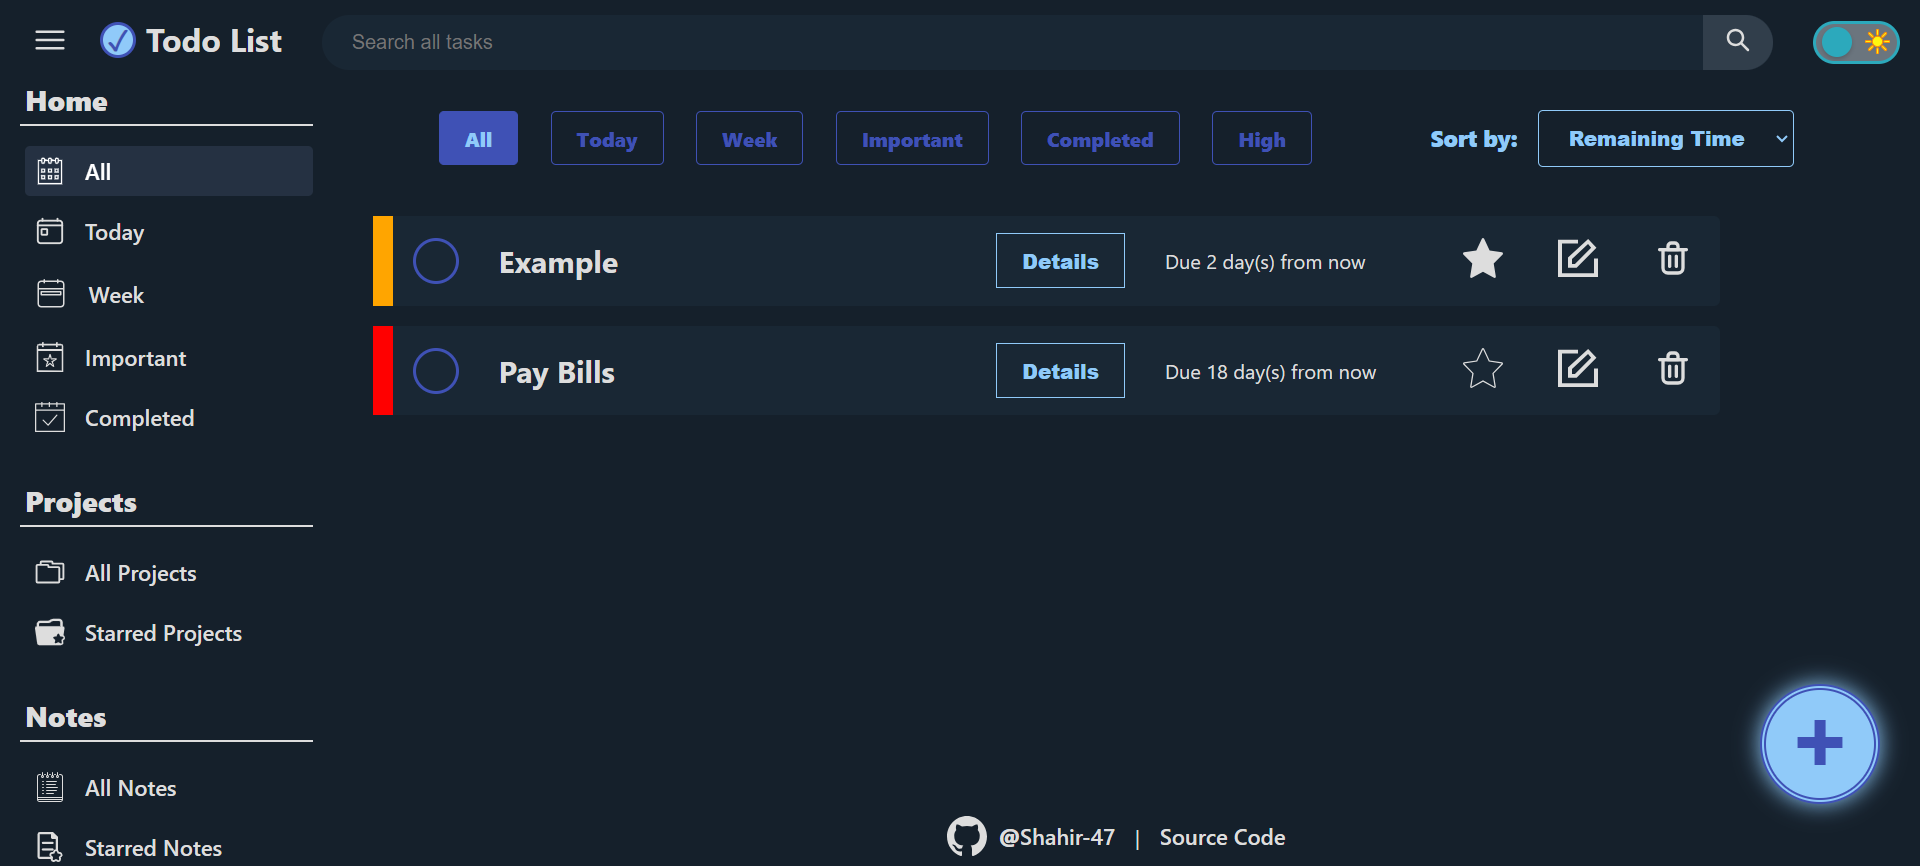 Todo List
Search all tasks
Home
All
Today
Week
Important
Completed
Projects
All Projects
Starred Projects
Notes
All Notes
Starred Notes
All Today Week Important Completed High Sort by: Remaining Time
Example Details Due 2 day(s) from now
Pay Bills Details Due 18 day(s) from now
@Shahir-47 | Source Code